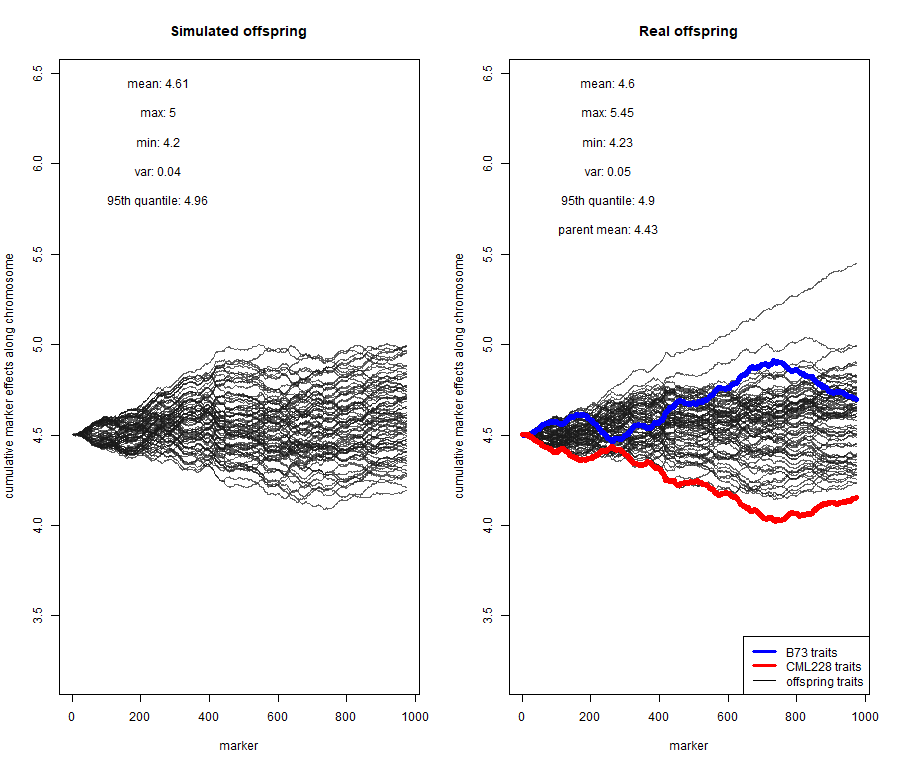 Simulated offspring
mean: 4.61
max: 5
min: 4.2
var: 0.04
95th quantile: 4.96
cumulative marker effects along chromosome
6.5
6.0
5.5
5.0
4.5
4.0
3.5
0 200 400 600 800 1000
marker
Real offspring
mean: 4.6
max: 5.45
min: 4.23
var: 0.05
95th quantile: 4.9
parent mean: 4.43
cumulative marker effects along chromosome
6.5
6.0
5.5
5.0
4.5
4.0
3.5
B73 traits
CML228 traits
offspring traits
0 200 400 600 800 1000
marker